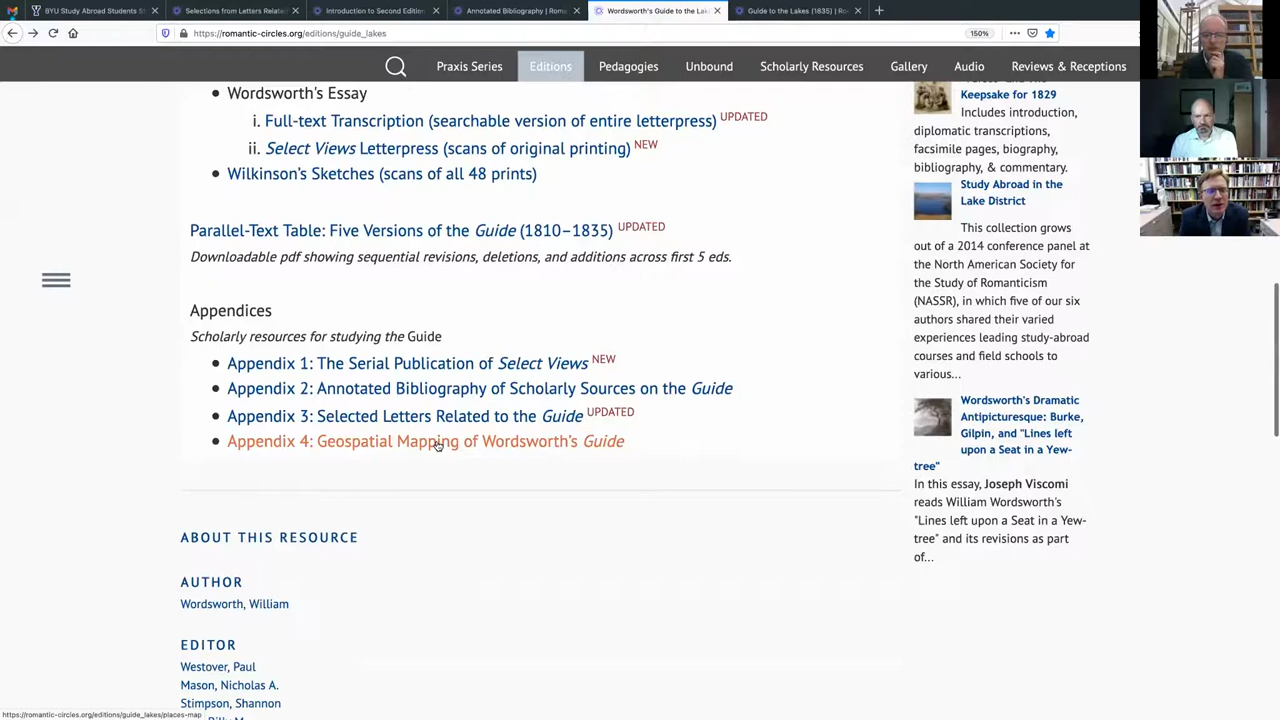 BYU Study Abroad Students St
Selections from Letters Relate
Introduction to Second Edition
Annotated Bibliography | Roma
Wordsworth's Guide to the Lak
Guide to the Lakes (1835) | Ro
https://romantic-circles.org/editions/guide_lakes
150%
Praxis Series
Editions
Pedagogies
Unbound
Scholarly Resources
Gallery
Audio
Reviews & Receptions
Wordsworth's Essay
i. Full-text Transcription (searchable version of entire letterpress) UPDATED
ii. Select Views Letterpress (scans of original printing) NEW
Wilkinson's Sketches (scans of all 48 prints)
Parallel-Text Table: Five Versions of the Guide (1810–1835) UPDATED
Downloadable pdf showing sequential revisions, deletions, and additions across first 5 eds.
Appendices
Scholarly resources for studying the Guide
Appendix 1: The Serial Publication of Select Views NEW
Appendix 2: Annotated Bibliography of Scholarly Sources on the Guide
Appendix 3: Selected Letters Related to the Guide UPDATED
Appendix 4: Geospatial Mapping of Wordsworth's Guide
ABOUT THIS RESOURCE
AUTHOR
Wordsworth, William
EDITOR
Westover, Paul
Mason, Nicholas A.
Stimpson, Shannon
Keepsake for 1829
Includes introduction,
diplomatic transcriptions,
facsimile pages, biography,
bibliography, & commentary.
Study Abroad in the
Lake District
This collection grows
out of a 2014 conference panel at
the North American Society for
the Study of Romanticism
(NASSR), in which five of our six
authors shared their varied
experiences leading study-abroad
courses and field schools to
various...
Wordsworth's Dramatic
Antipicturesque: Burke,
Gilpin, and "Lines left
upon a Seat in a Yew-
tree"
In this essay, Joseph Viscomi
reads William Wordsworth's
"Lines left upon a Seat in a Yew-
tree" and its revisions as part
of...
https://romantic-circles.org/editions/guide_lakes/places-map